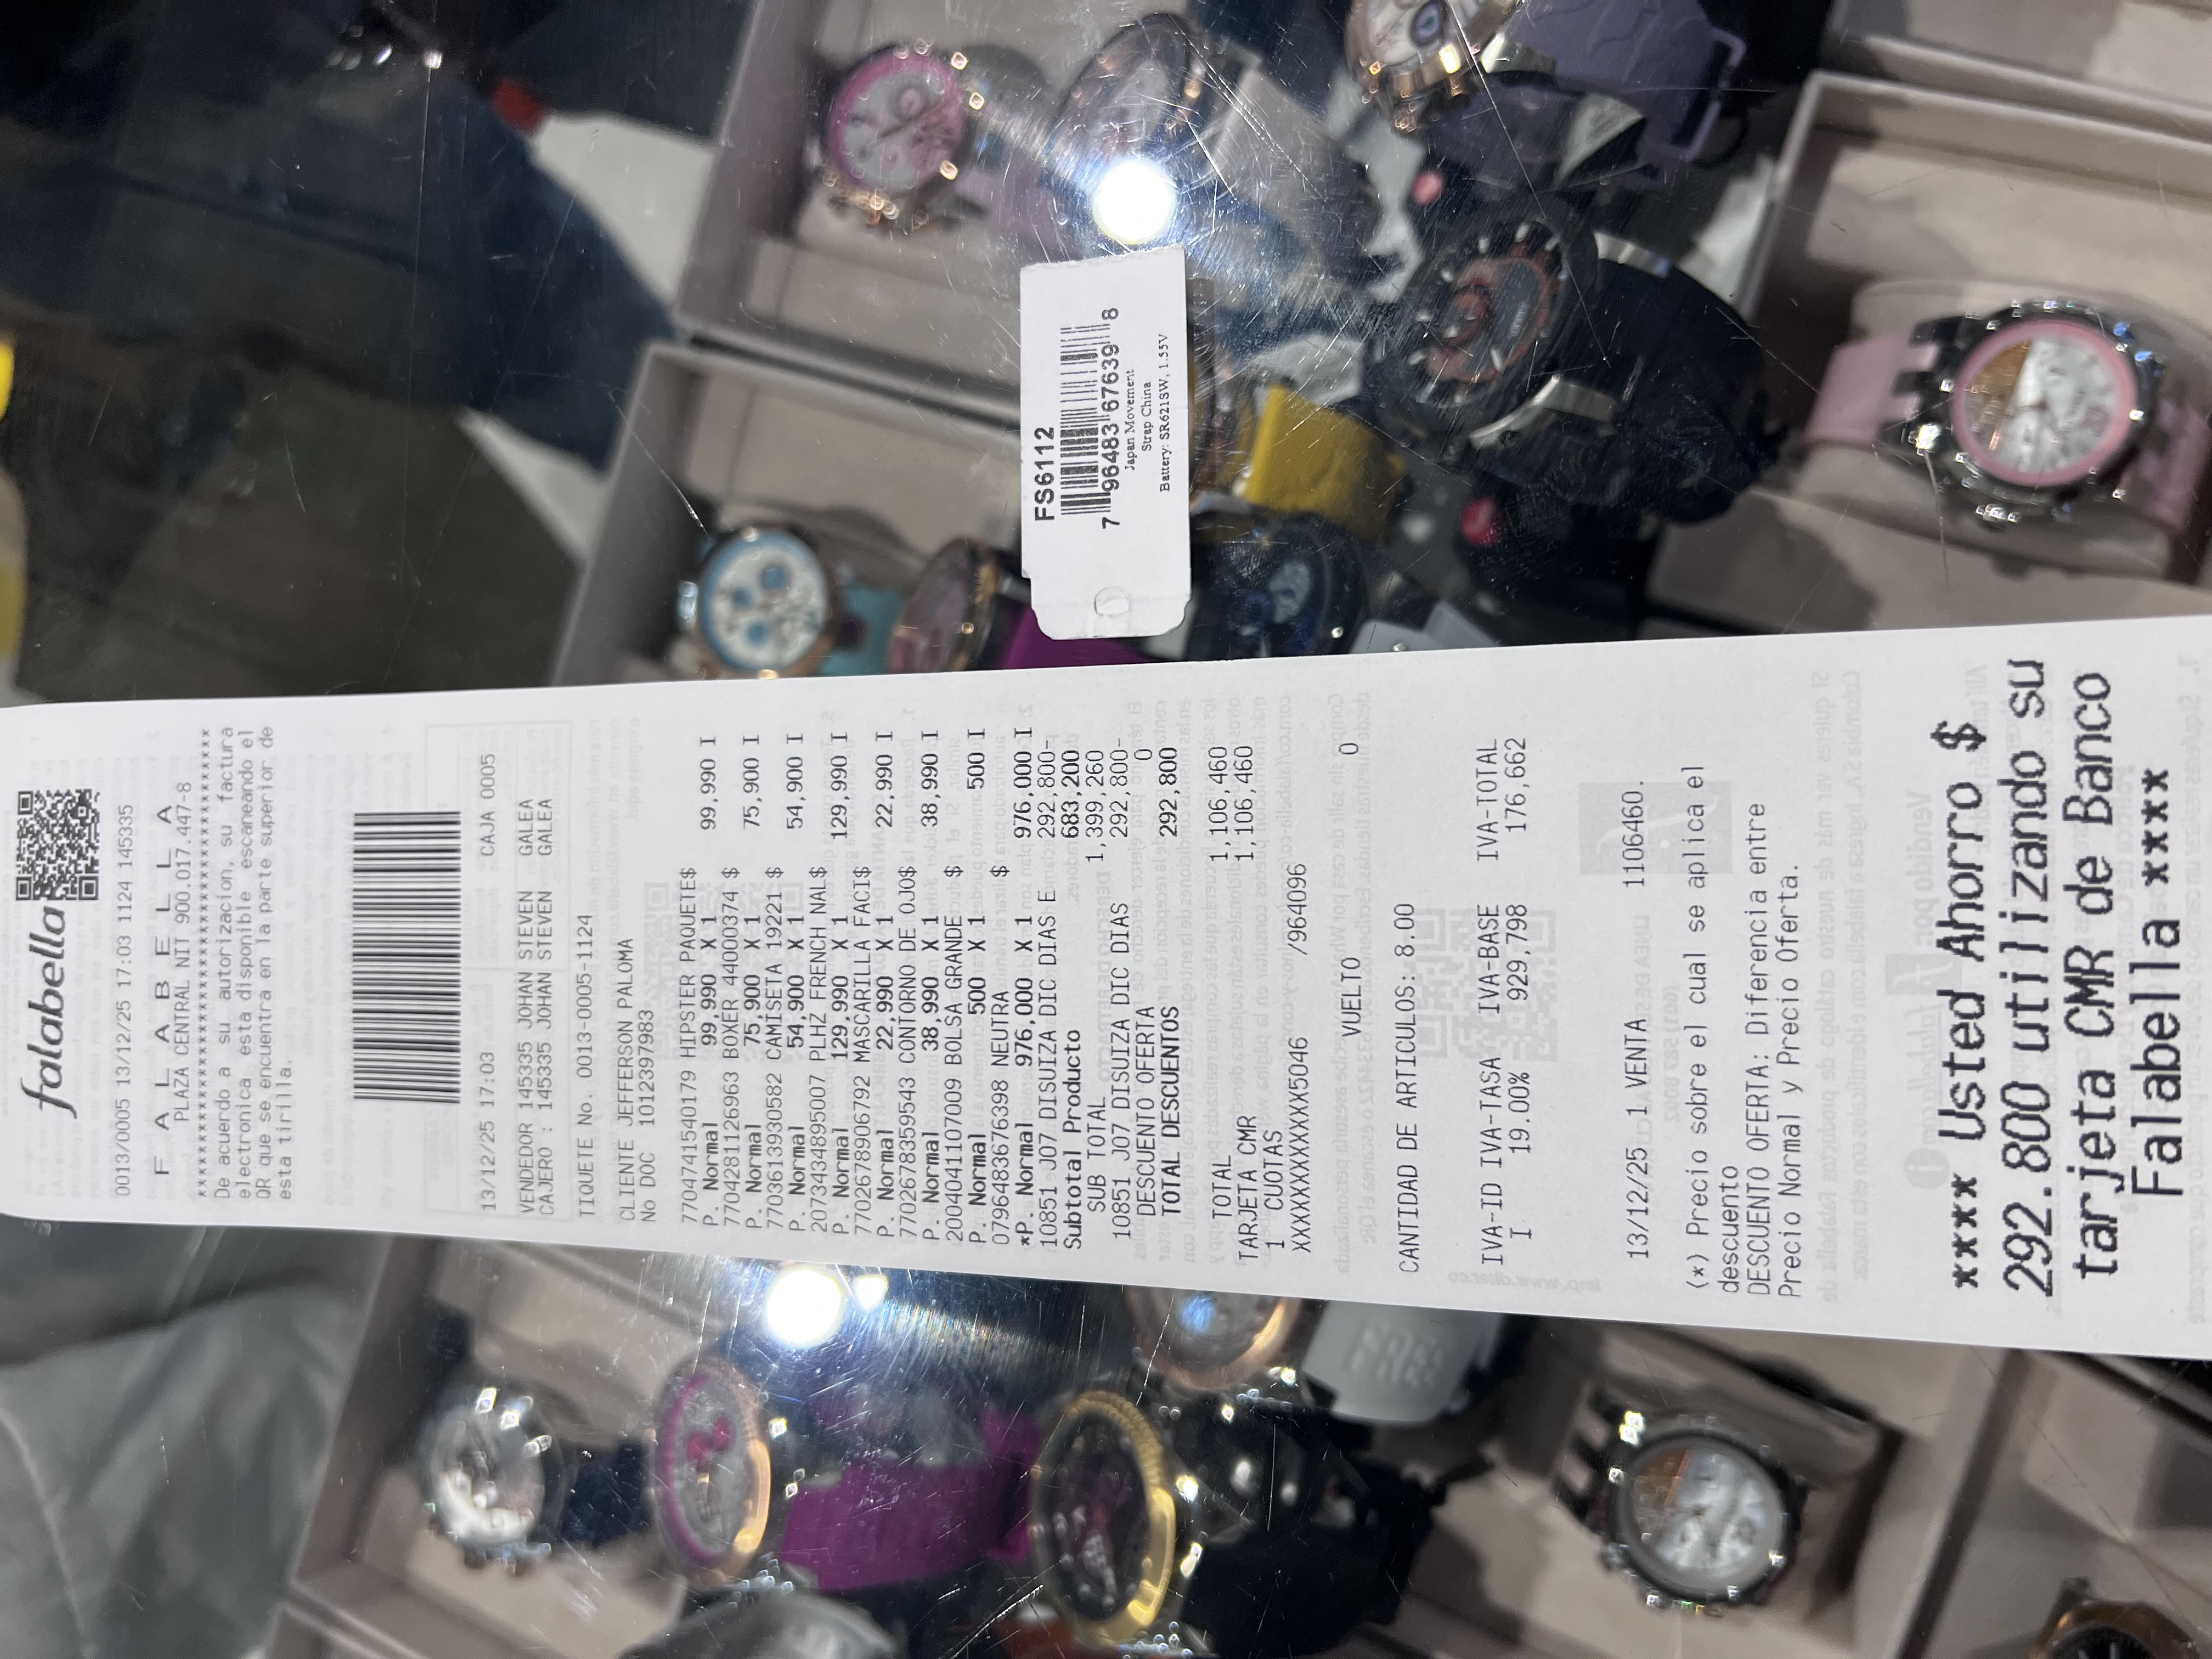 falabella
0013/0005 13/12/25 17:03 1124 145335
F A L A B E L L A
PLAZA CENTRAL NIT 900.017.447-8
****************************************
De acuerdo a su autorizacion, su factura
electronica esta disponible escaneando el
QR que se encuentra en la parte superior de
esta tirilla.
13/12/25 17:03 CAJA 0005
VENDEDOR 145335 JOHAN STEVEN GALEA
CAJERO : 145335 JOHAN STEVEN GALEA
TIQUETE No. 0013-0005-1124
CLIENTE JEFFERSON PALOMA
No DOC 1012397983
7704741540179 HIPSTER PAQUETE$
P. Normal 99,990 X 1 99,990 I
7704281126963 BOXER 44000374 $
P. Normal 75,900 X 1 75,900 I
7703613930582 CAMISETA 19221 $
P. Normal 54,900 X 1 54,900 I
2073434895007 PLHZ FRENCH NAL$
P. Normal 129,990 X 1 129,990 I
7702678906792 MASCARILLA FACI$
P. Normal 22,990 X 1 22,990 I
7702678359543 CONTORNO DE OJO$
P. Normal 38,990 X 1 38,990 I
2004041107009 BOLSA GRANDE $
P. Normal 500 X 1 500 I
0796483676398 NEUTRA $
*P. Normal 976,000 X 1 976,000 I
10851 J07 DISUIZA DIC DIAS E 292,800-
Subtotal Producto 683,200
SUB TOTAL 1,399,260
10851 J07 DISUIZA DIC DIAS 292,800-
DESCUENTO OFERTA 0
TOTAL DESCUENTOS 292,800
TOTAL 1,106,460
TARJETA CMR 1,106,460
1 CUOTAS
XXXXXXXXXXXX5046 /964096
VUELTO 0
CANTIDAD DE ARTICULOS: 8.00
IVA-ID IVA-TASA IVA-BASE IVA-TOTAL
I 19.00% 929,798 176,662
13/12/25 1 VENTA 1106460.
(*) Precio sobre el cual se aplica el
descuento
DESCUENTO OFERTA: Diferencia entre
Precio Normal y Precio Oferta.
**** Usted Ahorro $
292.800 utilizando su
tarjeta CMR de Banco
Falabella ****
FS6112
7 96483 67639 8
Japan Movement
Strap China
Battery: SR621SW, 1.55V